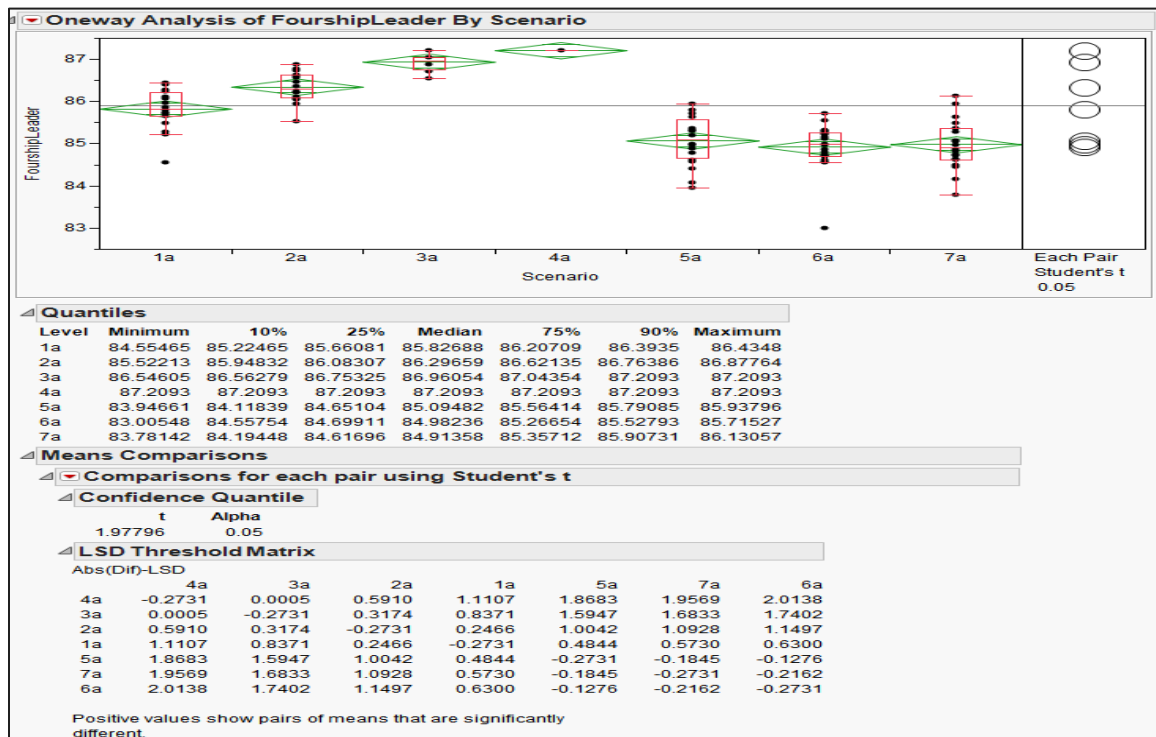 Oneway Analysis of FourshipLeader By Scenario
FourshipLeader
87
86
85
84
83
1a 2a 3a 4a 5a 6a 7a
Scenario
Each Pair
Student's t
0.05
Quantiles
Level Minimum 10% 25% Median 75% 90% Maximum
1a 84.55465 85.22465 85.66081 85.82688 86.20709 86.3935 86.4348
2a 85.52213 85.94832 86.08307 86.29659 86.62135 86.76386 86.87764
3a 86.54605 86.56279 86.75325 86.96054 87.04354 87.2093 87.2093
4a 87.2093 87.2093 87.2093 87.2093 87.2093 87.2093 87.2093
5a 83.94661 84.11839 84.65104 85.09482 85.56414 85.79085 85.93796
6a 83.00548 84.55754 84.69911 84.98236 85.26654 85.52793 85.71527
7a 83.78142 84.19448 84.61696 84.91358 85.35712 85.90731 86.13057
Means Comparisons
Comparisons for each pair using Student's t
Confidence Quantile
t Alpha
1.97796 0.05
LSD Threshold Matrix
Abs(Dif)-LSD
4a 3a 2a 1a 5a 7a 6a
4a -0.2731 0.0005 0.5910 1.1107 1.8683 1.9569 2.0138
3a 0.0005 -0.2731 0.3174 0.8371 1.5947 1.6833 1.7402
2a 0.5910 0.3174 -0.2731 0.2466 1.0042 1.0928 1.1497
1a 1.1107 0.8371 0.2466 -0.2731 0.4844 0.5730 0.6300
5a 1.8683 1.5947 1.0042 0.4844 -0.2731 -0.1845 -0.1276
7a 1.9569 1.6833 1.0928 0.5730 -0.1845 -0.2731 -0.2162
6a 2.0138 1.7402 1.1497 0.6300 -0.1276 -0.2162 -0.2731
Positive values show pairs of means that are significantly
different.